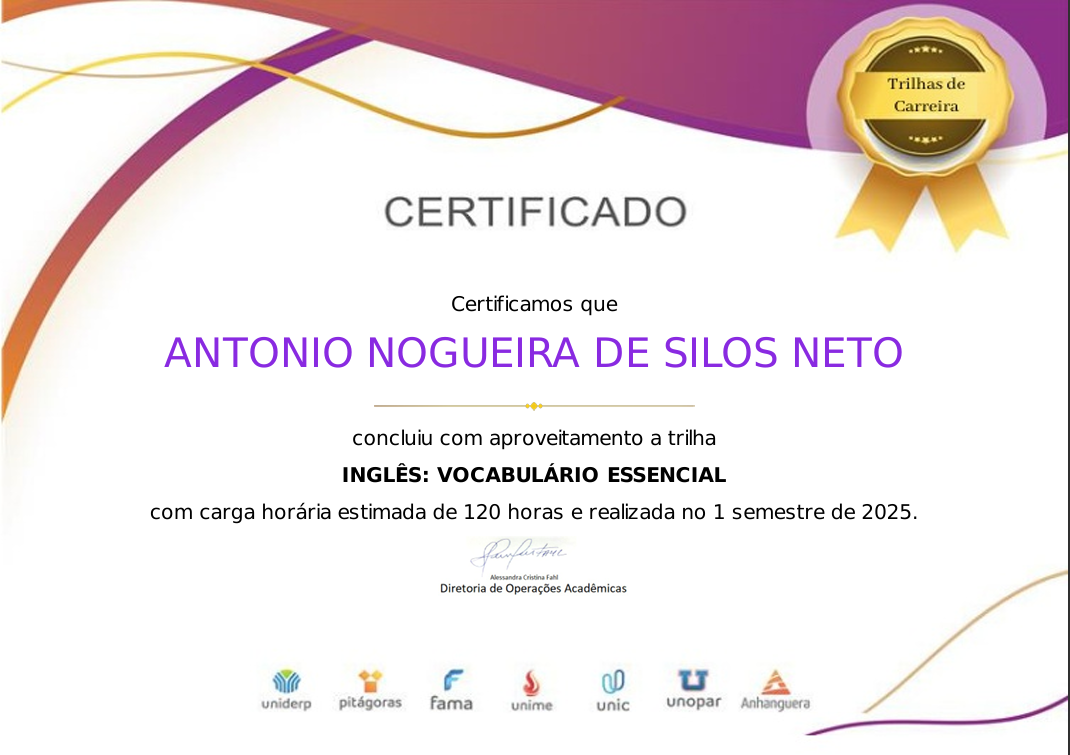 Trilhas de
Carreira
CERTIFICADO
Certificamos que
ANTONIO NOGUEIRA DE SILOS NETO
concluiu com aproveitamento a trilha
INGLÊS: VOCABULÁRIO ESSENCIAL
com carga horária estimada de 120 horas e realizada no 1 semestre de 2025.
Alessandra Cristina Fahl
Diretoria de Operações Acadêmicas
uniderp pitágoras fama unime unic unopar Anhanguera